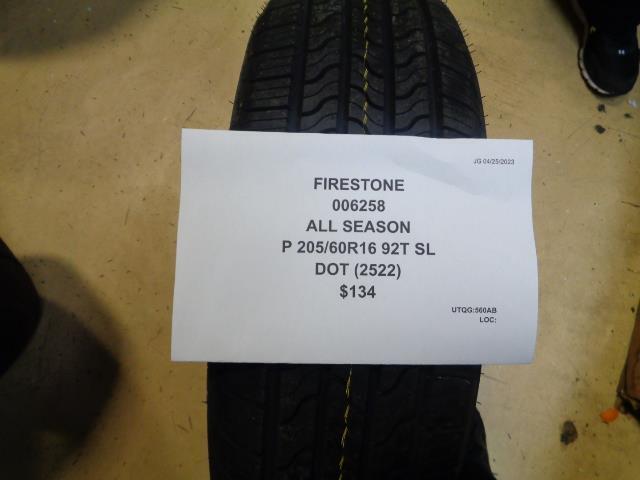 JG 04/25/2023
FIRESTONE
006258
ALL SEASON
P 205/60R16 92T SL
DOT (2522)
$134
UTQG:560AB
LOC: